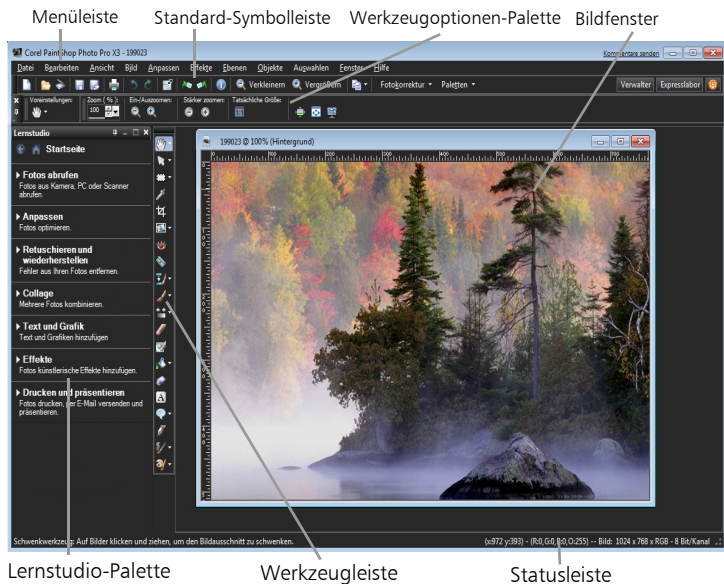 Menüleiste Standard-Symbolleiste Werkzeugoptionen-Palette Bildfenster
Corel PaintShop Photo Pro X3 - 199023 Kommentare senden
Datei Bearbeiten Ansicht Bild Anpassen Effekte Ebenen Objekte Auswahlen Fenster Hilfe
Verkleinern Vergrößern Fotokorrektur Paletten Verwalter Expresslabor
Voreinstellungen: Zoom (%): Ein-/Auszoomen: Stärker zoomen: Tatsächliche Größe:
100
Lernstudio
Startseite
Fotos abrufen
Fotos aus Kamera, PC oder Scanner
abrufen.
Anpassen
Fotos optimieren.
Retuschieren und
wiederherstellen
Fehler aus Ihren Fotos entfernen.
Collage
Mehrere Fotos kombinieren.
Text und Grafik
Text und Grafiken hinzufügen
Effekte
Fotos künstlerische Effekte hinzufügen.
Drucken und präsentieren
Fotos drucken, per E-Mail versenden und
präsentieren.
199023 @ 100% (Hintergrund)
Schwenkwerkzeug: Auf Bilder klicken und ziehen, um den Bildausschnitt zu schwenken. (x:972 y:393) - (R:0,G:0,B:0,O:255) -- Bild: 1024 x 768 x RGB - 8 Bit/Kanal
Lernstudio-Palette Werkzeugleiste Statusleiste